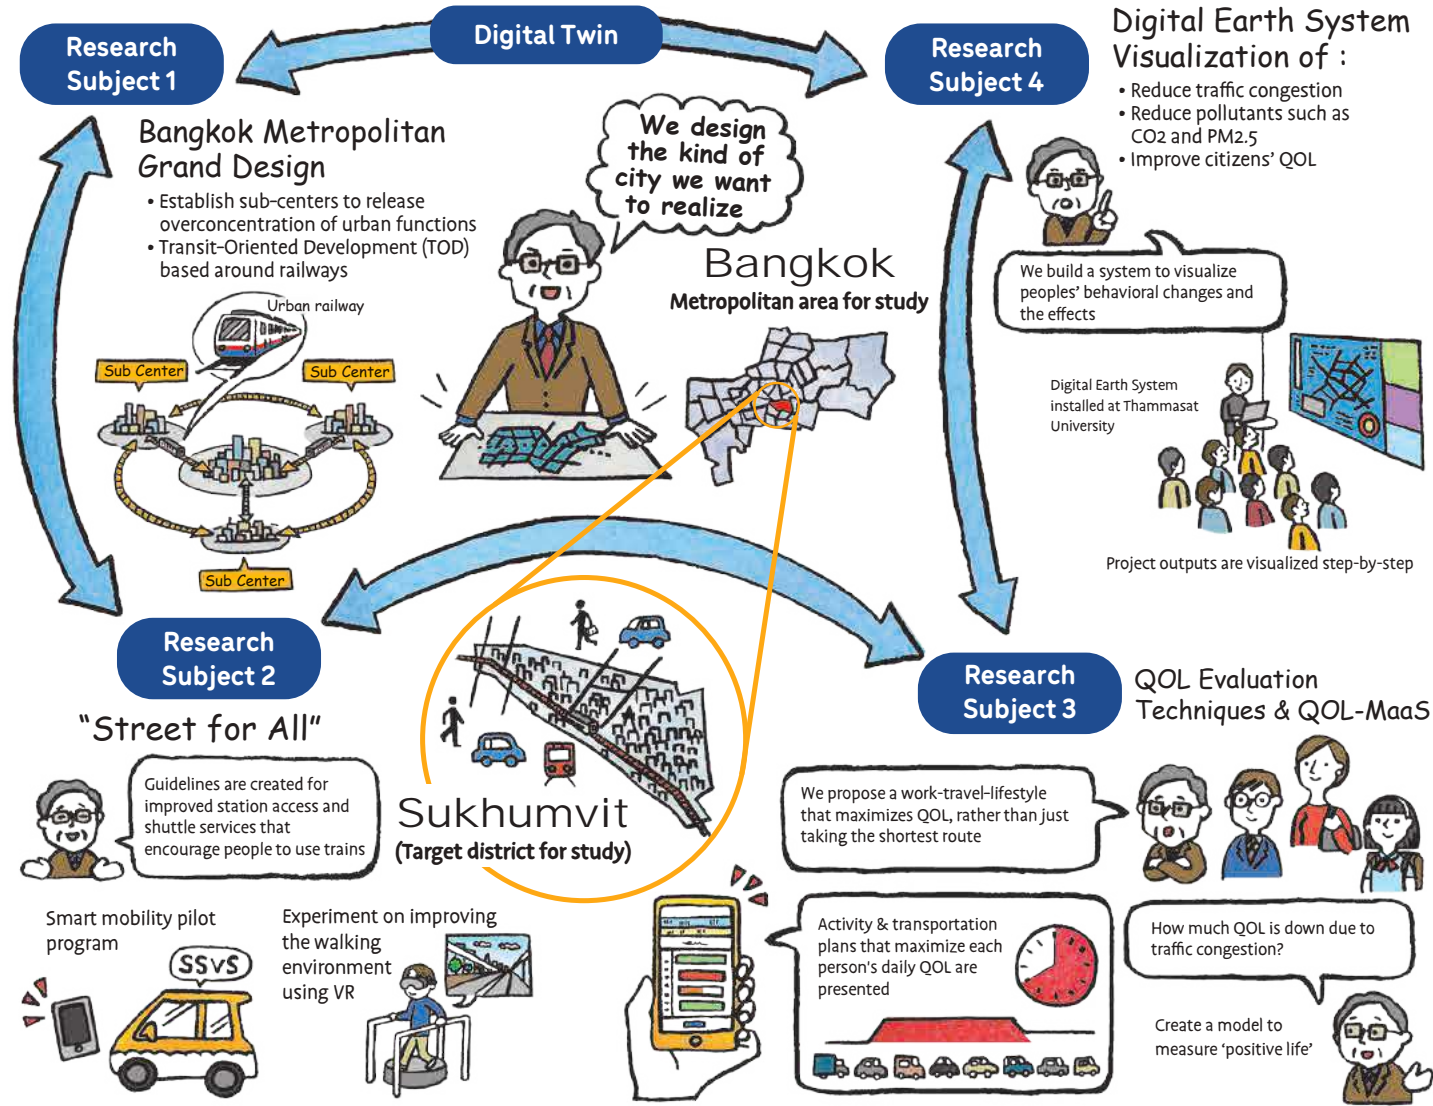 Digital Twin
Research
Subject 1
Bangkok Metropolitan
Grand Design
• Establish sub-centers to release
overconcentration of urban functions
• Transit-Oriented Development (TOD)
based around railways
Urban railway
Sub Center
Sub Center
Sub Center
We design
the kind of
city we want
to realize
Bangkok
Metropolitan area for study
Research
Subject 4
Digital Earth System
Visualization of :
• Reduce traffic congestion
• Reduce pollutants such as
CO2 and PM2.5
• Improve citizens’ QOL
We build a system to visualize
peoples’ behavioral changes and
the effects
Digital Earth System
installed at Thammasat
University
Project outputs are visualized step-by-step
Research
Subject 2
“Street for All”
Guidelines are created for
improved station access and
shuttle services that
encourage people to use trains
Smart mobility pilot
program
SSVS
Experiment on improving
the walking
environment
using VR
Sukhumvit
(Target district for study)
Research
Subject 3
QOL Evaluation
Techniques & QOL-MaaS
We propose a work-travel-lifestyle
that maximizes QOL, rather than just
taking the shortest route
Activity & transportation
plans that maximize each
person's daily QOL are
presented
How much QOL is down due to
traffic congestion?
Create a model to
measure ‘positive life’